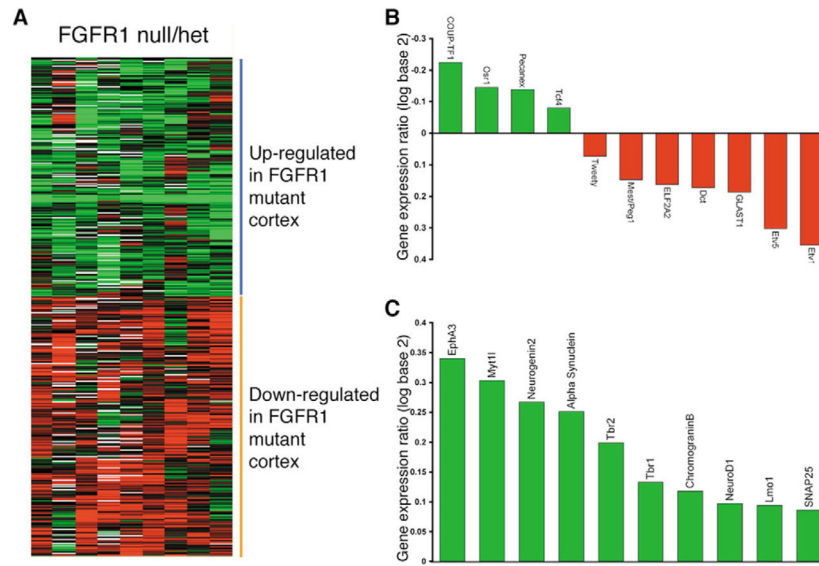 A
FGFR1 null/het
Up-regulated
in FGFR1
mutant
cortex
Down-regulated
in FGFR1
mutant
cortex
B
Gene expression ratio (log base 2)
-0.3
-0.2
-0.1
0
0.1
0.2
0.3
0.4
COUP-TF1
Osr1
Pecanex
Tcf4
Tweety
Mest/Peg1
ELF2A2
Dct
GLAST1
Etv5
Etv1
C
Gene expression ratio (log base 2)
0.4
0.35
0.3
0.25
0.2
0.15
0.1
0.05
0
EphA3
Myt1l
Neurogenin2
Alpha Synuclein
Tbr2
Tbr1
ChromograninB
NeuroD1
Lmo1
SNAP25